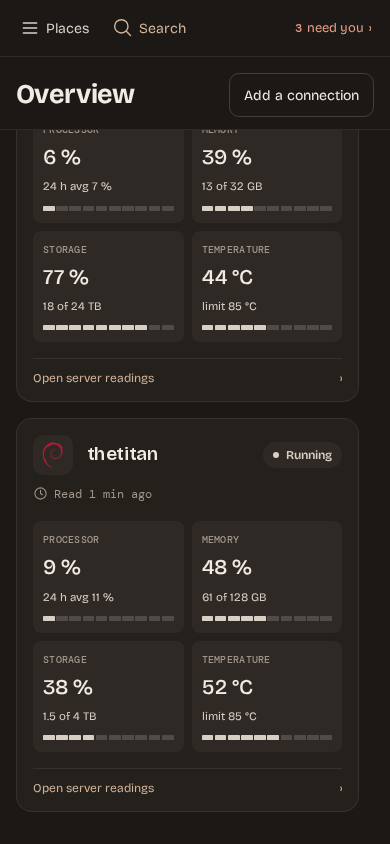 Places
Search
3 need you ›
Overview
Add a connection
PROCESSOR
MEMORY
6 %
39 %
24 h avg 7 %
13 of 32 GB
STORAGE
TEMPERATURE
77 %
44 °C
18 of 24 TB
limit 85 °C
Open server readings ›
thetitan
Running
Read 1 min ago
PROCESSOR
MEMORY
9 %
48 %
24 h avg 11 %
61 of 128 GB
STORAGE
TEMPERATURE
38 %
52 °C
1.5 of 4 TB
limit 85 °C
Open server readings ›